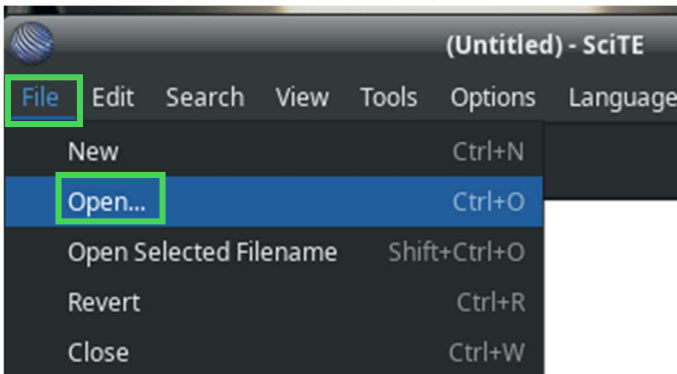 (Untitled) - SciTE
File Edit Search View Tools Options Language
New Ctrl+N
Open... Ctrl+O
Open Selected Filename Shift+Ctrl+O
Revert Ctrl+R
Close Ctrl+W